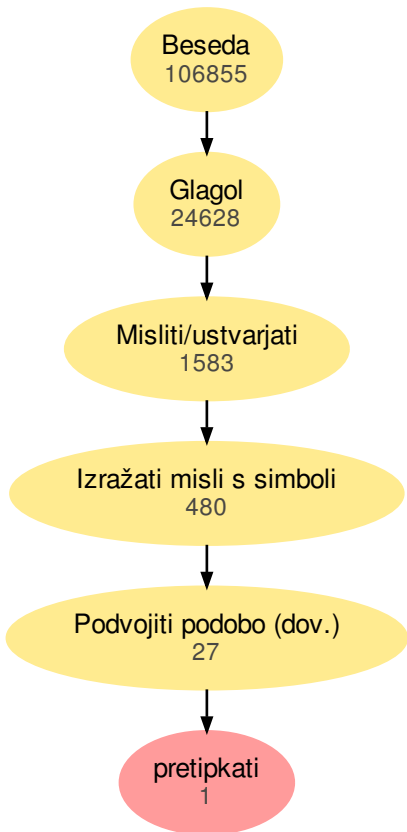 Beseda
106855
Glagol
24628
Misliti/ustvarjati
1583
Izražati misli s simboli
480
Podvojiti podobo (dov.)
27
pretipkati
1